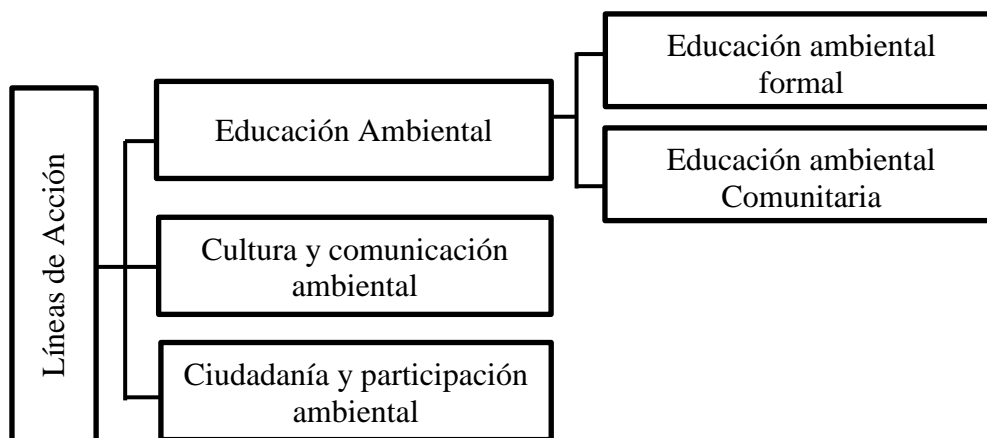 Líneas de Acción
Educación Ambiental
Educación ambiental
formal
Educación ambiental
Comunitaria
Cultura y comunicación
ambiental
Ciudadanía y participación
ambiental